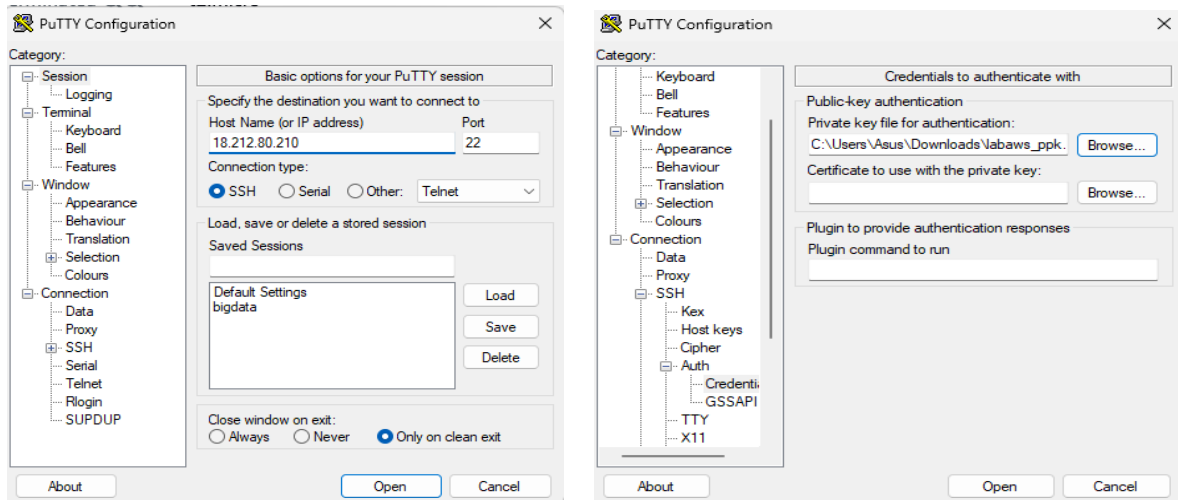 PuTTY Configuration
Category:
Session
Logging
Terminal
Keyboard
Bell
Features
Window
Appearance
Behaviour
Translation
Selection
Colours
Connection
Data
Proxy
SSH
Serial
Telnet
Rlogin
SUPDUP
Basic options for your PuTTY session
Specify the destination you want to connect to
Host Name (or IP address) Port
18.212.80.210 22
Connection type:
SSH Serial Other: Telnet
Load, save or delete a stored session
Saved Sessions
Default Settings
bigdata
Load
Save
Delete
Close window on exit:
Always Never Only on clean exit
About Open Cancel
PuTTY Configuration
Category:
Keyboard
Bell
Features
Window
Appearance
Behaviour
Translation
Selection
Colours
Connection
Data
Proxy
SSH
Kex
Host keys
Cipher
Auth
Credenti
GSSAPI
TTY
X11
Credentials to authenticate with
Public-key authentication
Private key file for authentication:
C:\Users\Asus\Downloads\labaws_ppk. Browse...
Certificate to use with the private key:
Browse...
Plugin to provide authentication responses
Plugin command to run
About Open Cancel